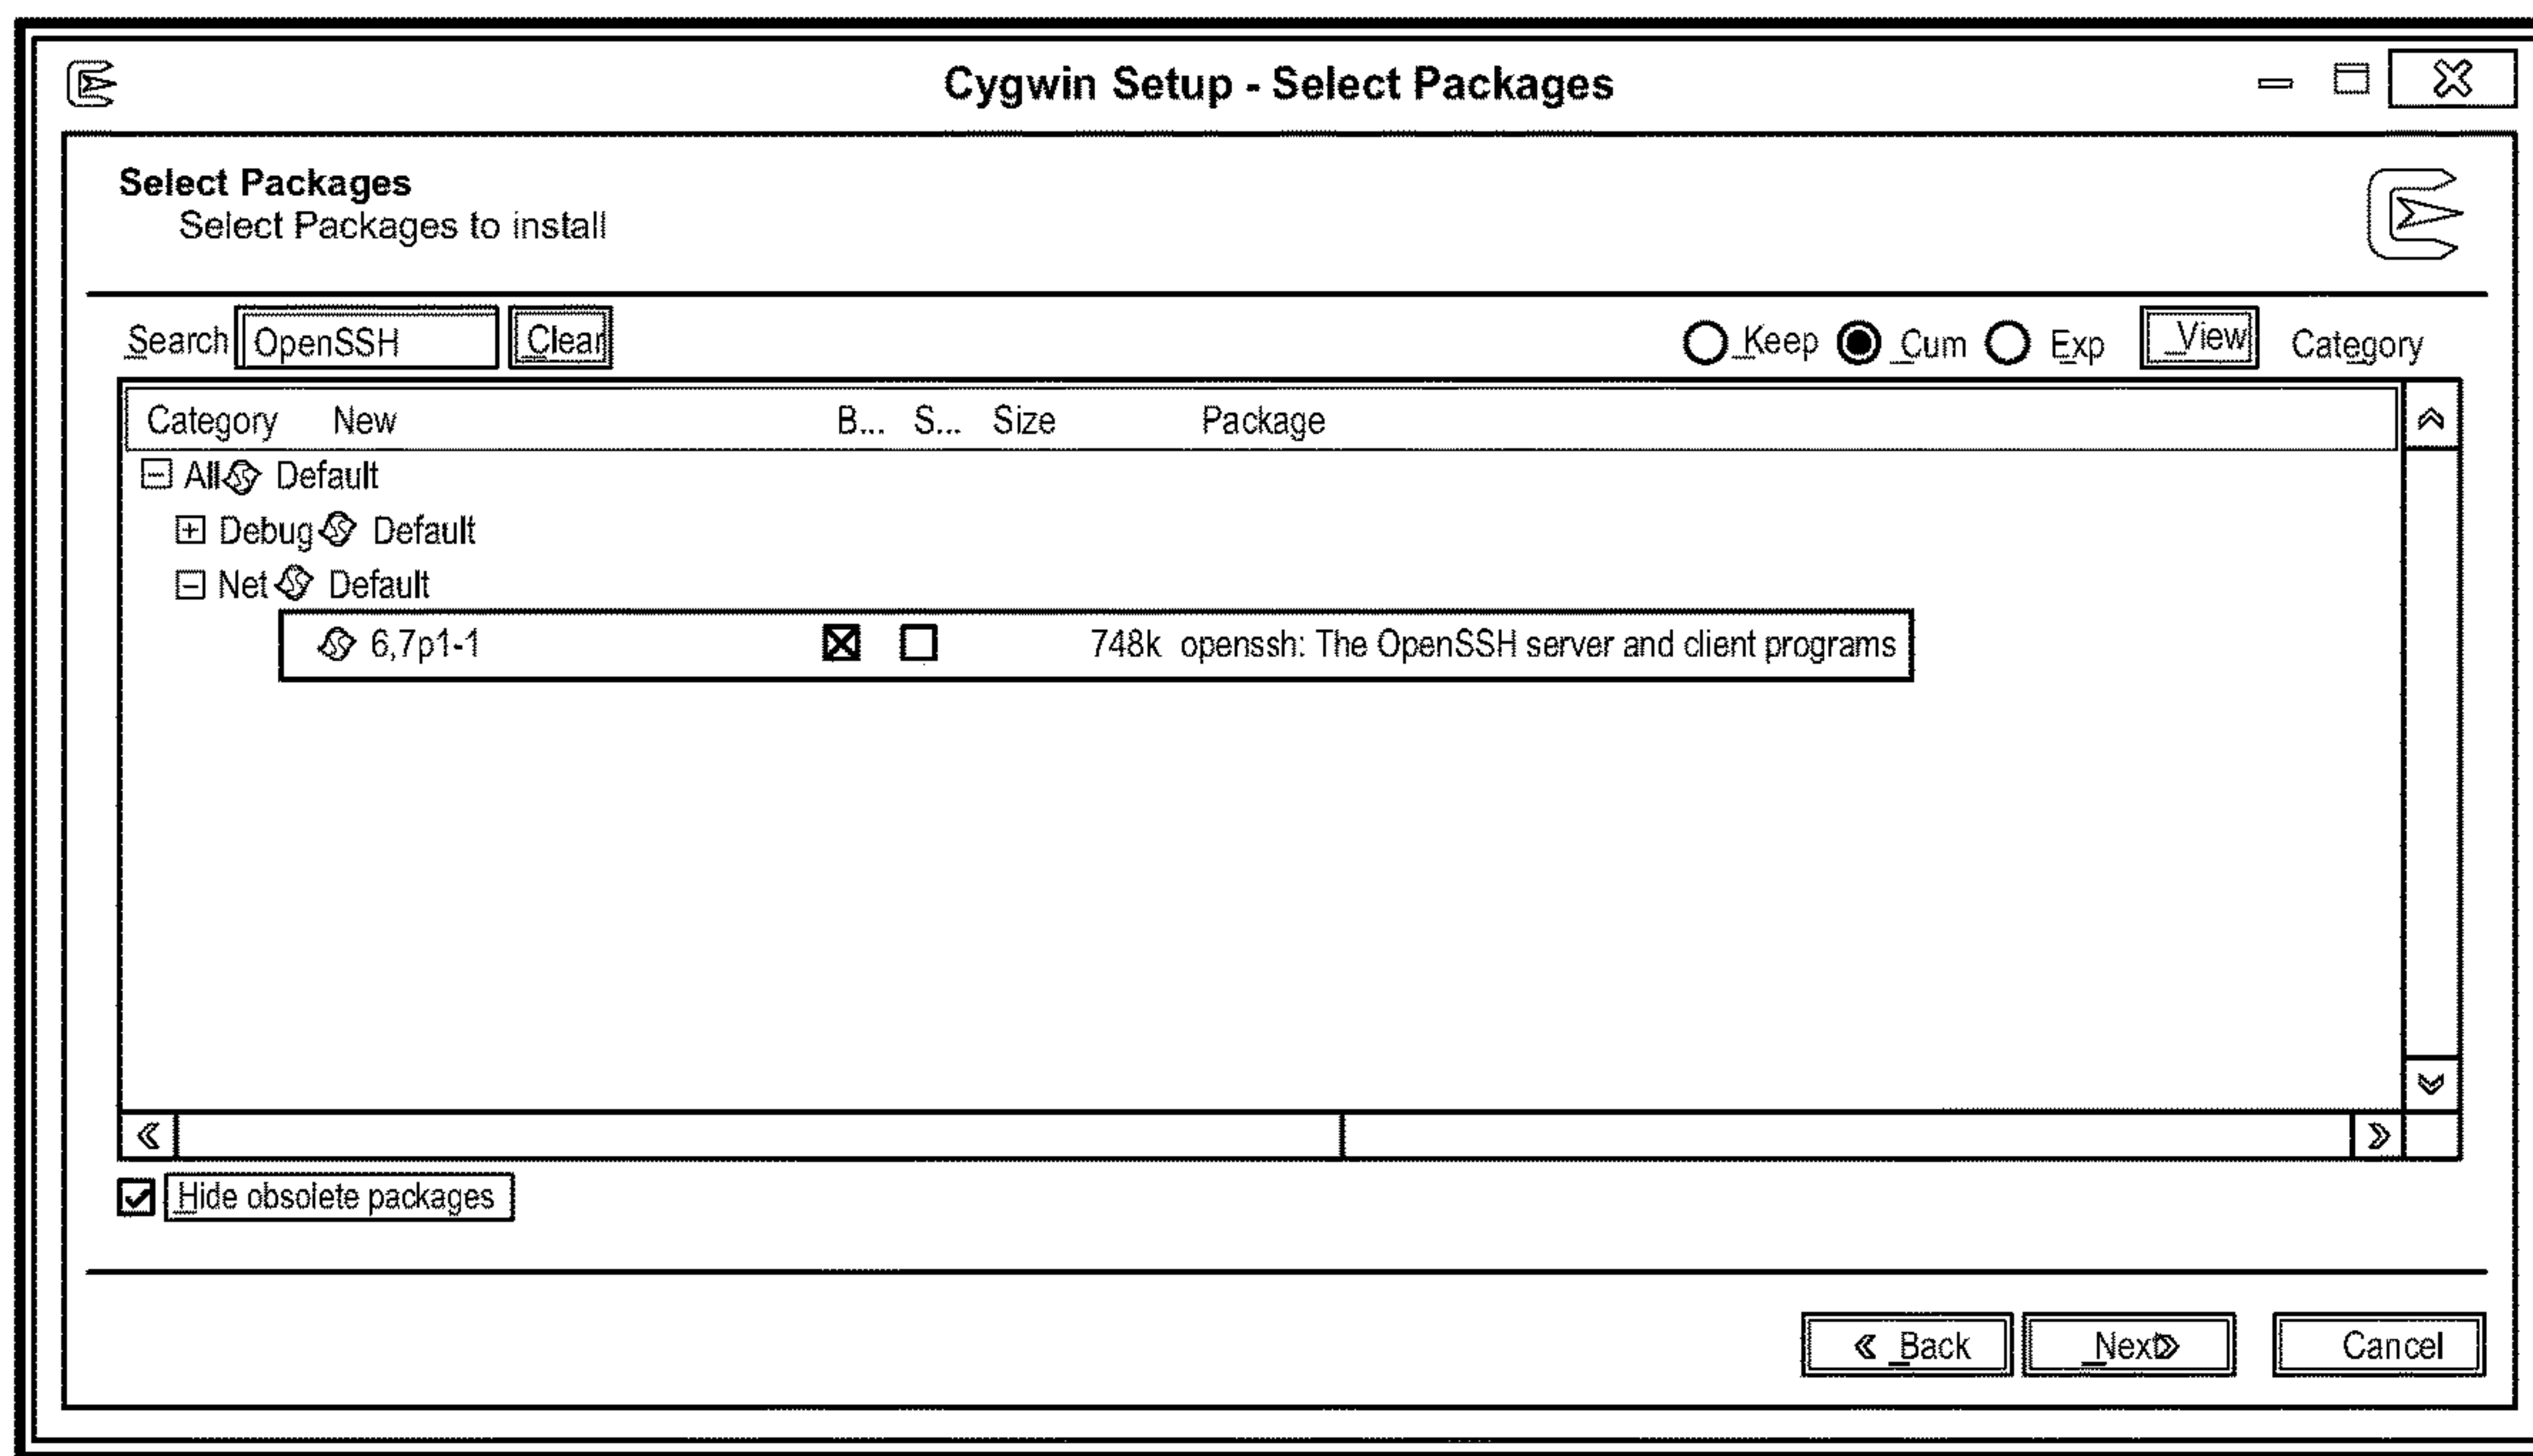 Cygwin Setup - Select Packages
Select Packages
Select Packages to install
Search OpenSSH Clear Keep Cum Exp View Category
Category New B... S... Size Package
All Default
Debug Default
Net Default
6,7p1-1 748k openssh: The OpenSSH server and client programs
Hide obsolete packages
Back Next Cancel